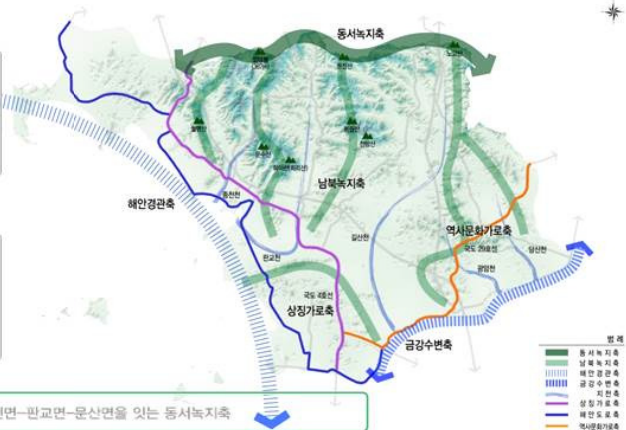 동서녹지축
남북녹지축
해안경관축
종천천
길산천
역사문화가로축
국도 29호선
판교천
국도 4호선
상징가로축
금강수변축
범 례
동서녹지축
남북녹지축
해안경관축
금강수변축
지천축
상징가로축
해안도로축
역사문화가로축
천면-판교면-문산면을 잇는 동서녹지축